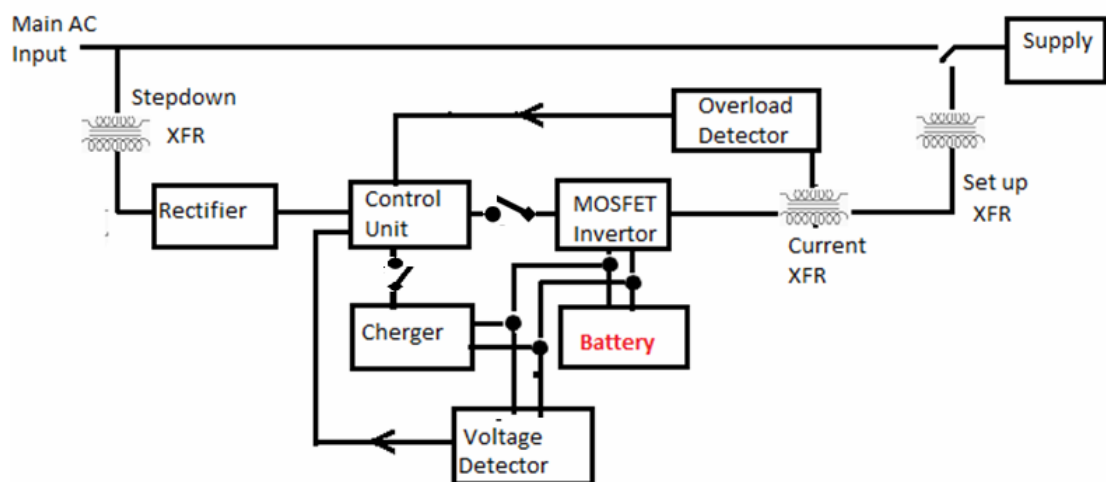 Main AC
Input
Supply
Stepdown
XFR
Overload
Detector
Set up
XFR
Rectifier
Control
Unit
MOSFET
Invertor
Current
XFR
Cherger
Battery
Voltage
Detector